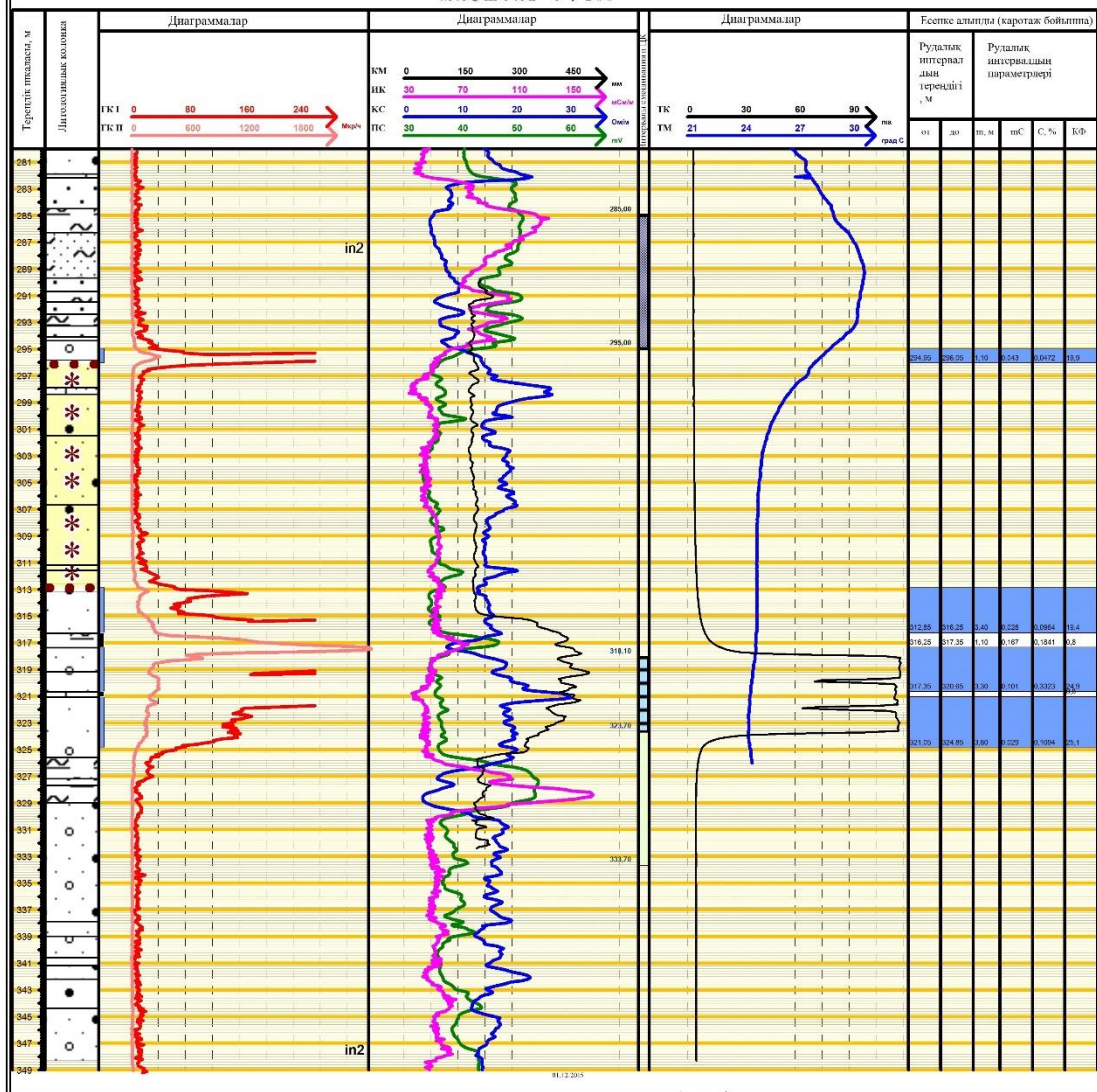 Диаграммалар
Диаграммалар
Диаграммалар
Есепке алынды (каротаж бойынша)
Тереңдік шкаласы, м
Литологиялық колонка
ГК I 0 80 160 240
ГК II 0 600 1200 1800 Мкр/ч
КМ 0 150 300 450 мм
ИК 30 70 110 150 мСм/м
КС 0 10 20 30 Омм
ПС 30 40 50 60 mV
ТК 0 30 60 90 ma
ТМ 21 24 27 30 град С
Рудалық
интервал
дың
тереңдігі
, м
Рудалық
интервалдың
параметрлері
от до m, м mC C, % КФ
281
283
285
287
289
291
293
295
297
299
301
303
305
307
309
311
313
315
317
319
321
323
325
327
329
331
333
335
337
339
341
343
345
347
349
in2
in2
285,00
295,00
318,10
323,70
333,70
294,95 296,05 1,10 0,043 0,0472 19,9
312,85 316,25 3,40 0,028 0,0964 19,4
316,25 317,35 1,10 0,167 0,1841 0,8
317,35 320,65 3,30 0,101 0,3323 24,9
321,05 324,85 3,80 0,029 0,1094 25,1
01.12.2015